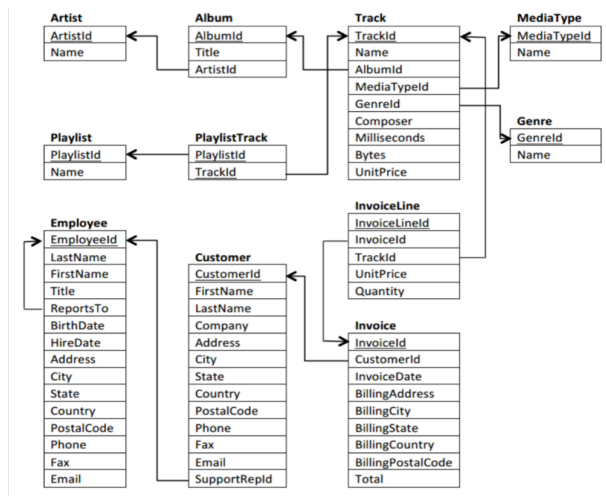 Artist
ArtistId
Name
Album
AlbumId
Title
ArtistId
Track
TrackId
Name
AlbumId
MediaTypeId
GenreId
Composer
Milliseconds
Bytes
UnitPrice
MediaType
MediaTypeId
Name
Genre
GenreId
Name
Playlist
PlaylistId
Name
PlaylistTrack
PlaylistId
TrackId
Employee
EmployeeId
LastName
FirstName
Title
ReportsTo
BirthDate
HireDate
Address
City
State
Country
PostalCode
Phone
Fax
Email
Customer
CustomerId
FirstName
LastName
Company
Address
City
State
Country
PostalCode
Phone
Fax
Email
SupportRepId
InvoiceLine
InvoiceLineId
InvoiceId
TrackId
UnitPrice
Quantity
Invoice
InvoiceId
CustomerId
InvoiceDate
BillingAddress
BillingCity
BillingState
BillingCountry
BillingPostalCode
Total